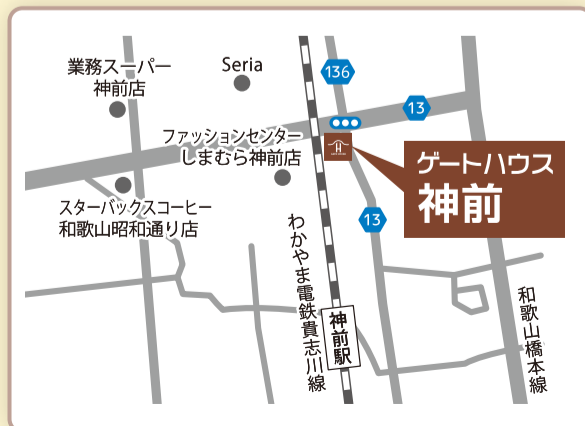 業務スーパー
神前店
Seria
136
13
ファッションセンター
しまむら神前店
ゲートハウス
神前
スターバックスコーヒー
和歌山昭和通り店
13
わかやま電鉄貴志川線
神前駅
和歌山橋本線